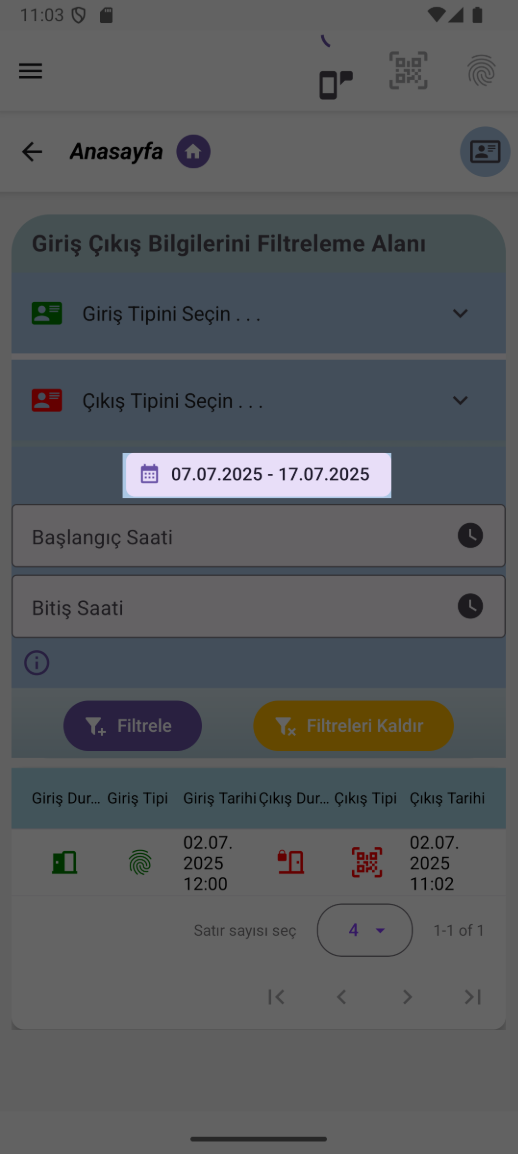 11:03
Anasayfa
Giriş Çıkış Bilgilerini Filtreleme Alanı
Giriş Tipini Seçin . . .
Çıkış Tipini Seçin . . .
07.07.2025 - 17.07.2025
Başlangıç Saati
Bitiş Saati
Filtrele
Filtreleri Kaldır
Giriş Dur... Giriş Tipi Giriş Tarihi Çıkış Dur... Çıkış Tipi Çıkış Tarihi
02.07.
2025
12:00
02.07.
2025
11:02
Satır sayısı seç 4 1-1 of 1